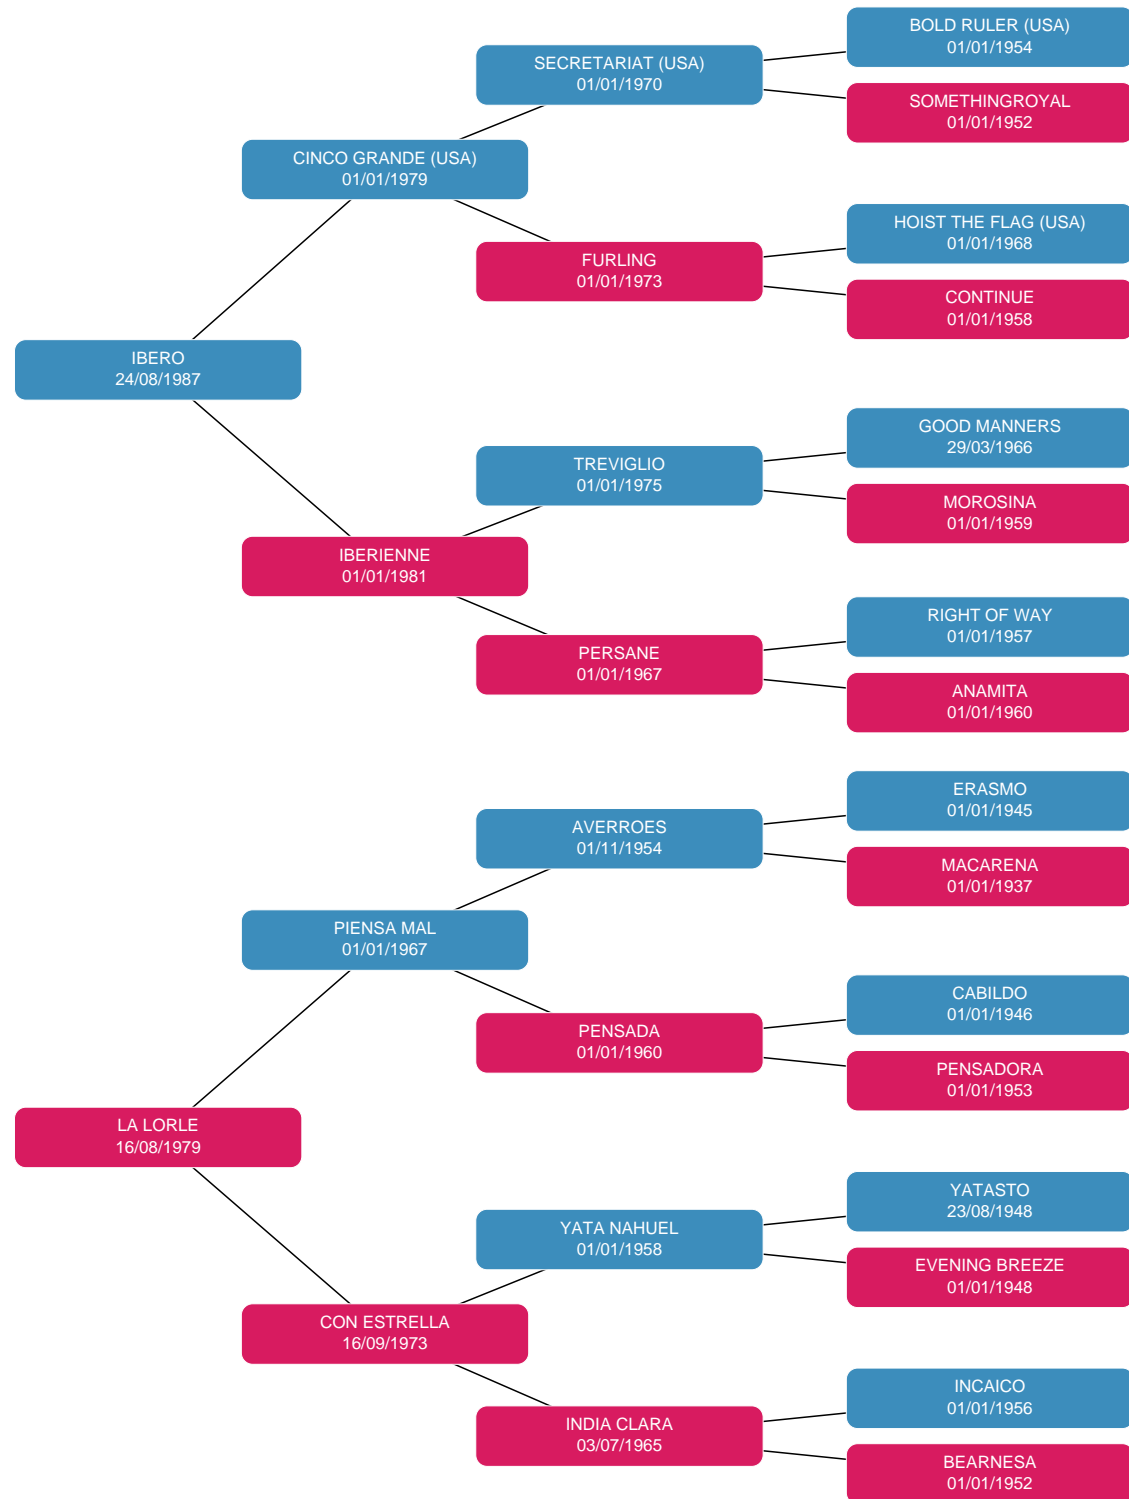 BOLD RULER (USA)
01/01/1954
SECRETARIAT (USA)
01/01/1970
SOMETHINGROYAL
01/01/1952
CINCO GRANDE (USA)
01/01/1979
HOIST THE FLAG (USA)
01/01/1968
FURLING
01/01/1973
CONTINUE
01/01/1958
IBERO
24/08/1987
GOOD MANNERS
29/03/1966
TREVIGLIO
01/01/1975
MOROSINA
01/01/1959
IBERIENNE
01/01/1981
RIGHT OF WAY
01/01/1957
PERSANE
01/01/1967
ANAMITA
01/01/1960
ERASMO
01/01/1945
AVERROES
01/11/1954
MACARENA
01/01/1937
PIENSA MAL
01/01/1967
CABILDO
01/01/1946
PENSADA
01/01/1960
PENSADORA
01/01/1953
LA LORLE
16/08/1979
YATASTO
23/08/1948
YATA NAHUEL
01/01/1958
EVENING BREEZE
01/01/1948
CON ESTRELLA
16/09/1973
INCAICO
01/01/1956
INDIA CLARA
03/07/1965
BEARNESA
01/01/1952